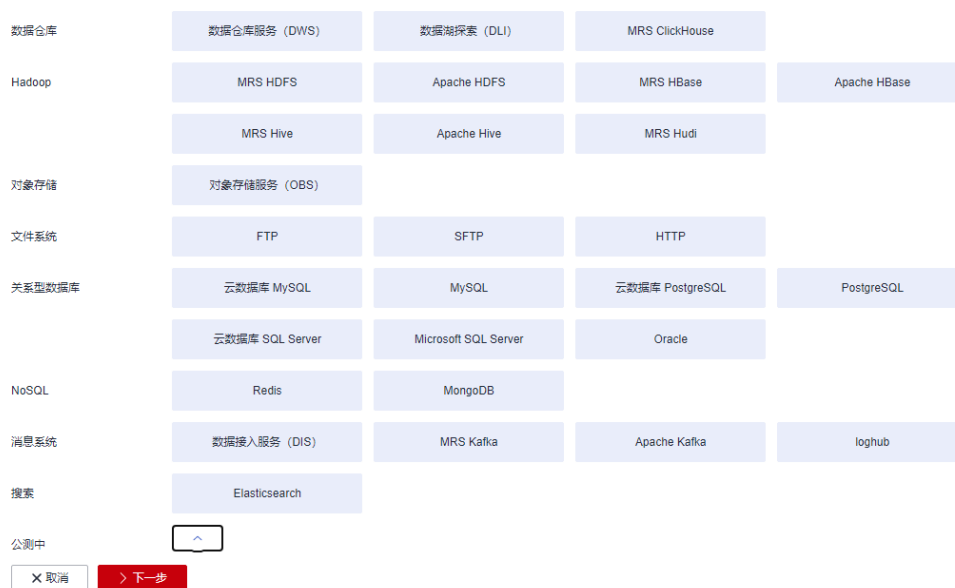 数据仓库 数据仓库服务（DWS） 数据湖探索（DLI） MRS ClickHouse
Hadoop MRS HDFS Apache HDFS MRS HBase Apache HBase
MRS Hive Apache Hive MRS Hudi
对象存储 对象存储服务（OBS）
文件系统 FTP SFTP HTTP
关系型数据库 云数据库 MySQL MySQL 云数据库 PostgreSQL PostgreSQL
云数据库 SQL Server Microsoft SQL Server Oracle
NoSQL Redis MongoDB
消息系统 数据接入服务（DIS） MRS Kafka Apache Kafka loghub
搜索 Elasticsearch
公测中
取消 下一步